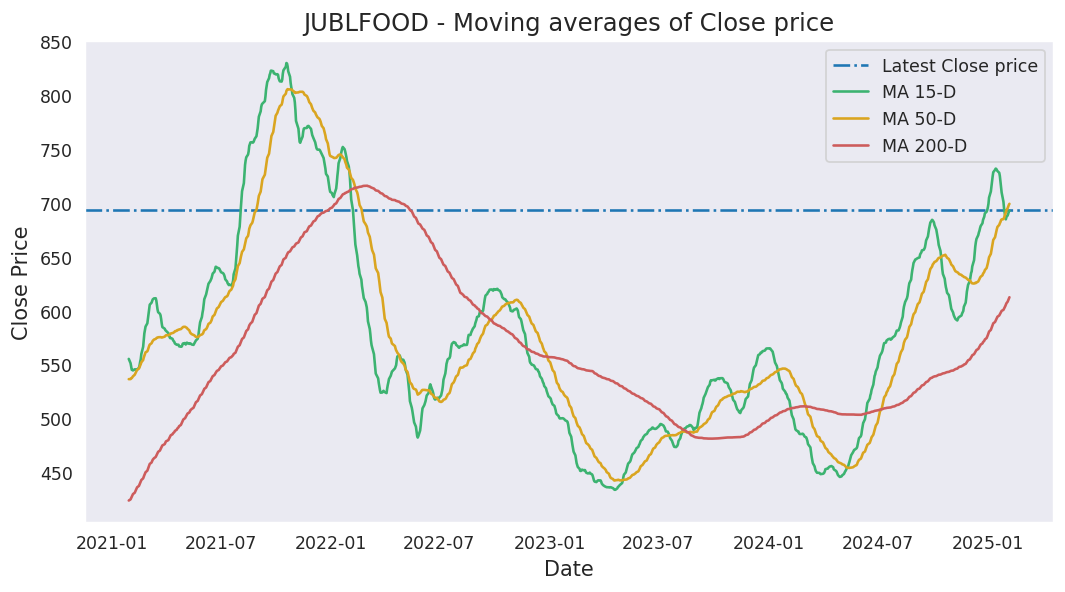 JUBLFOOD - Moving averages of Close price
Latest Close price
MA 15-D
MA 50-D
MA 200-D
Close Price
850
800
750
700
650
600
550
500
450
2021-01 2021-07 2022-01 2022-07 2023-01 2023-07 2024-01 2024-07 2025-01
Date